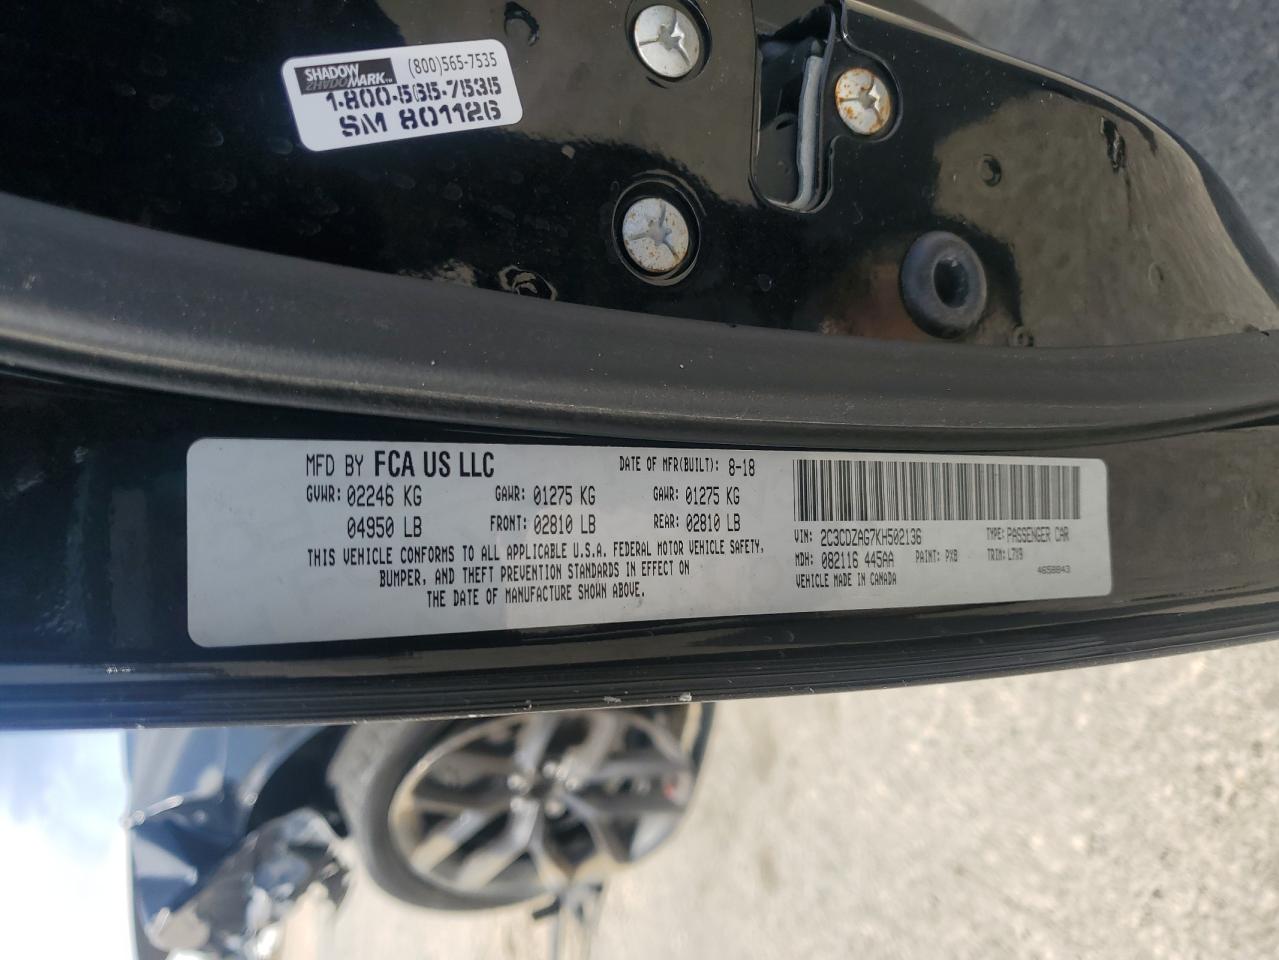 SHADOW
MARK™ (800)565-7535
1-800-565-7535
SM 801126
MFD BY FCA US LLC DATE OF MFR(BUILT): 8-18
GVWR: 02246 KG GAWR: 01275 KG GAWR: 01275 KG
04950 LB FRONT: 02810 LB REAR: 02810 LB
THIS VEHICLE CONFORMS TO ALL APPLICABLE U.S.A. FEDERAL MOTOR VEHICLE SAFETY,
BUMPER, AND THEFT PREVENTION STANDARDS IN EFFECT ON
THE DATE OF MANUFACTURE SHOWN ABOVE.
VIN: 2C3CDZAG7KH502136 TYPE: PASSENGER CAR
MDH: 082116 445AA PAINT: PX8 TRIM: L7X9
VEHICLE MADE IN CANADA 4658843